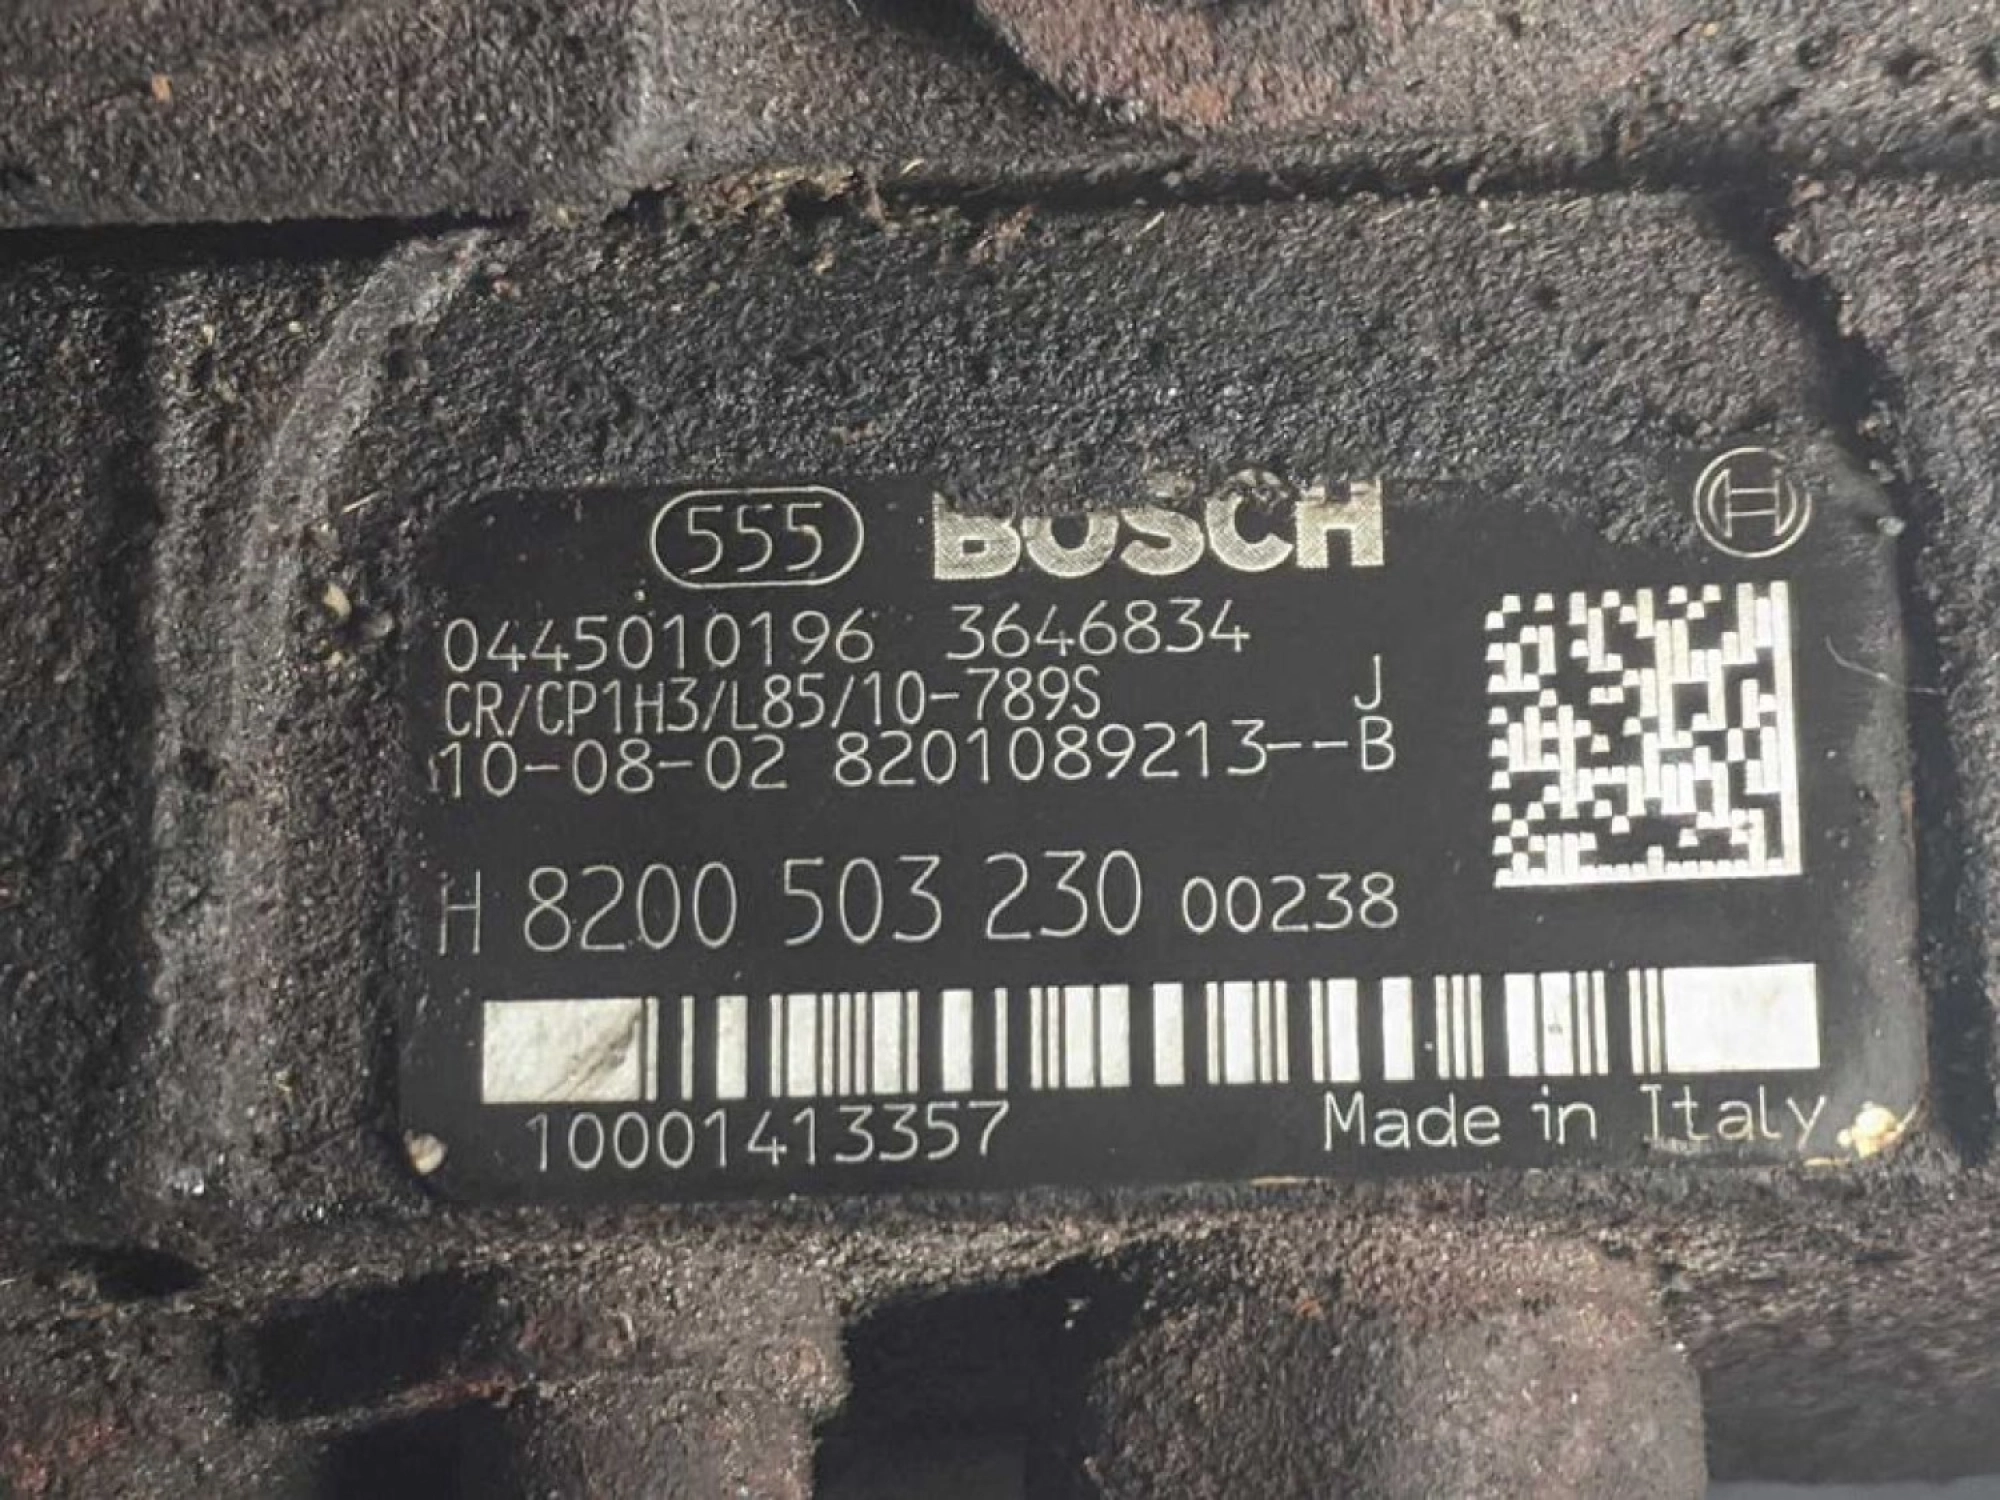 555 BOSCH
0445010196 3646834
CR/CP1H3/L85/10-789S J
10-08-02 8201089213--B
H 8200 503 230 00238
10001413357 Made in Italy